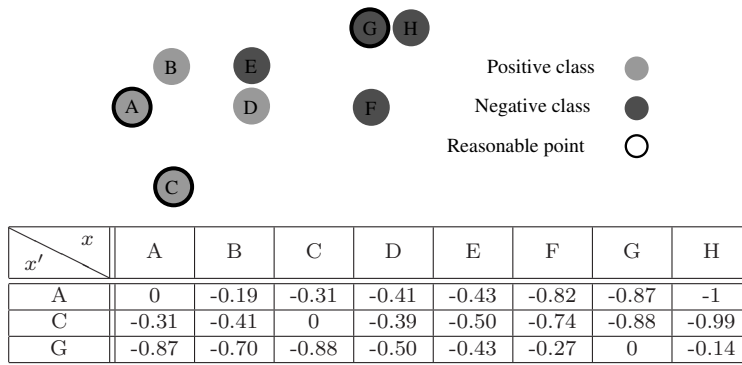 G H
B E Positive class
A D F Negative class
Reasonable point
C
x x′ A B C D E F G H
A 0 -0.19 -0.31 -0.41 -0.43 -0.82 -0.87 -1
C -0.31 -0.41 0 -0.39 -0.50 -0.74 -0.88 -0.99
G -0.87 -0.70 -0.88 -0.50 -0.43 -0.27 0 -0.14